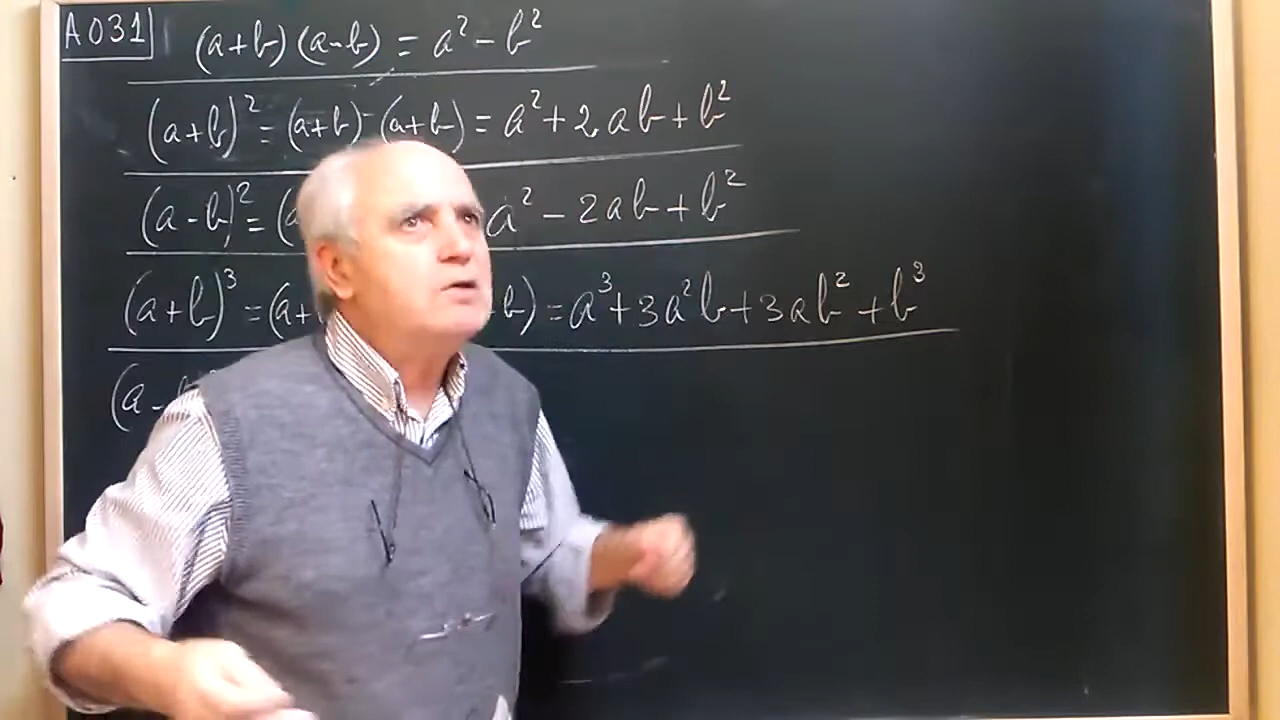 A031
(a+b)(a-b) = a²-b²
(a+b)² = (a+b)·(a+b) = a²+2ab+b²
(a-b)² = (a a²-2ab+b²
(a+b)³ = (a+ b) = a³+3a²b+3ab²+b³
(a-